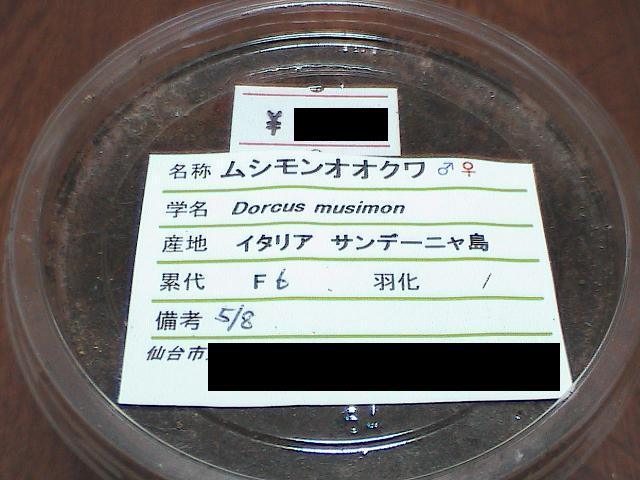 ¥
名称 ムシモンオオクワ ♂♀
学名 Dorcus musimon
産地 イタリア サンデーニャ島
累代 F6 羽化 /
備考 5/8
仙台市